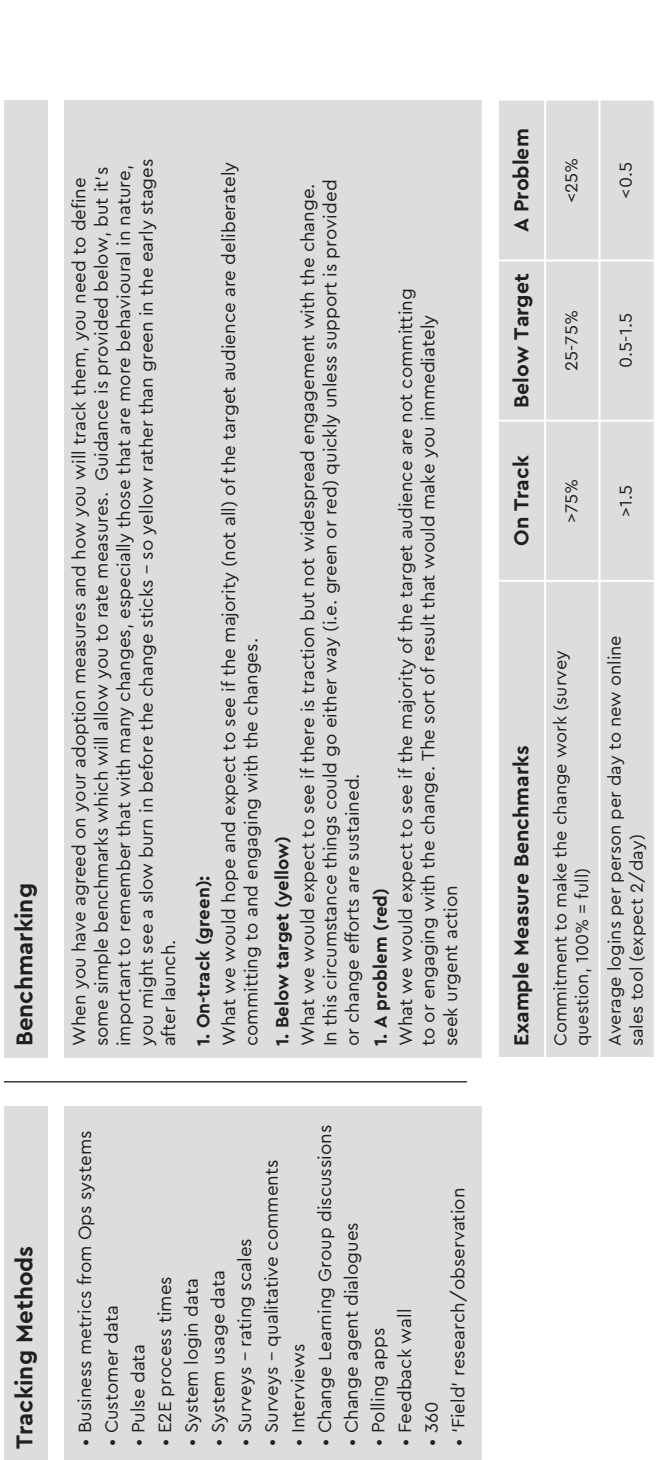 Tracking Methods
• Business metrics from Ops systems
• Customer data
• Pulse data
• E2E process times
• System login data
• System usage data
• Surveys – rating scales
• Surveys – qualitative comments
• Interviews
• Change Learning Group discussions
• Change agent dialogues
• Polling apps
• Feedback wall
• 360
• 'Field' research/observation
Benchmarking
When you have agreed on your adoption measures and how you will track them, you need to define
some simple benchmarks which will allow you to rate measures. Guidance is provided below, but it's
important to remember that with many changes, especially those that are more behavioural in nature,
you might see a slow burn in before the change sticks – so yellow rather than green in the early stages
after launch.
1. On-track (green):
What we would hope and expect to see if the majority (not all) of the target audience are deliberately
committing to and engaging with the changes.
1. Below target (yellow)
What we would expect to see if there is traction but not widespread engagement with the change.
In this circumstance things could go either way (i.e. green or red) quickly unless support is provided
or change efforts are sustained.
1. A problem (red)
What we would expect to see if the majority of the target audience are not committing
to or engaging with the change. The sort of result that would make you immediately
seek urgent action
Example Measure Benchmarks On Track Below Target A Problem
Commitment to make the change work (survey
question, 100% = full) >75% 25-75% <25%
Average logins per person per day to new online
sales tool (expect 2/day) >1.5 0.5-1.5 <0.5